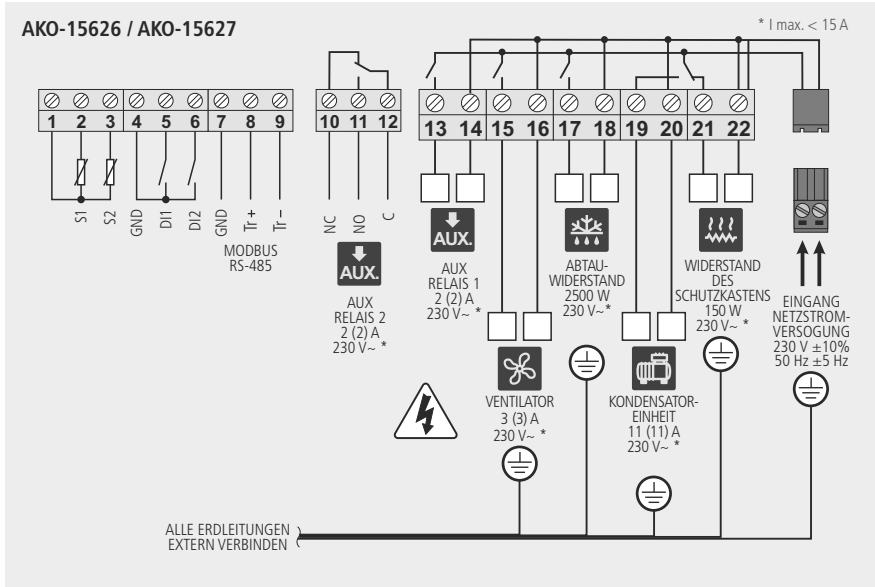 AKO-15626 / AKO-15627
* I max. < 15 A
1 2 3 4 5 6 7 8 9
10 11 12
13 14 15 16 17 18 19 20 21 22
S1
S2
GND
DI1
DI2
GND
Tr +
Tr –
MODBUS
RS-485
NC
NO
C
AUX.
AUX
RELAIS 2
2 (2) A
230 V~ *
AUX.
AUX
RELAIS 1
2 (2) A
230 V~ *
ABTAU-
WIDERSTAND
2500 W
230 V~*
WIDERSTAND
DES
SCHUTZKASTENS
150 W
230 V~ *
EINGANG
NETZSTROM-
VERSOGUNG
230 V ±10%
50 Hz ±5 Hz
VENTILATOR
3 (3) A
230 V~ *
KONDENSATOR-
EINHEIT
11 (11) A
230 V~ *
ALLE ERDLEITUNGEN
EXTERN VERBINDEN